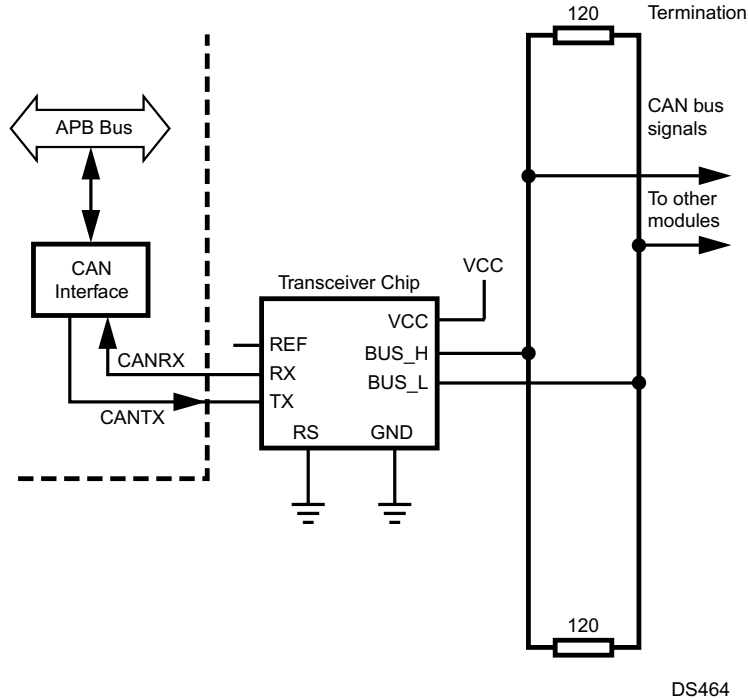 120
Termination
APB Bus
CAN bus
signals
To other
modules
CAN
Interface
VCC
Transceiver Chip
VCC
REF
BUS_H
CANRX
RX
BUS_L
TX
CANTX
RS
GND
120
DS464